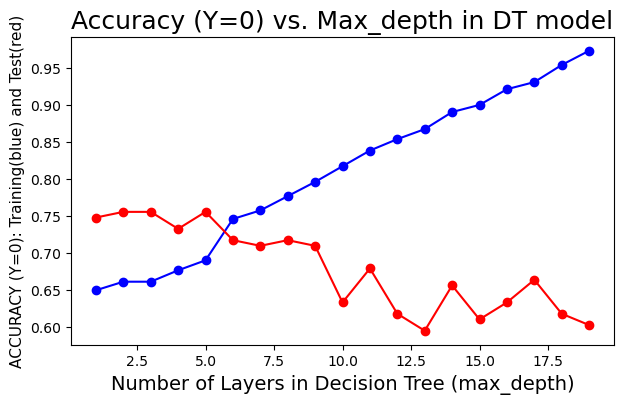 Accuracy (Y=0) vs. Max_depth in DT model
ACCURACY (Y=0): Training(blue) and Test(red)
0.95
0.90
0.85
0.80
0.75
0.70
0.65
0.60
2.5 5.0 7.5 10.0 12.5 15.0 17.5
Number of Layers in Decision Tree (max_depth)